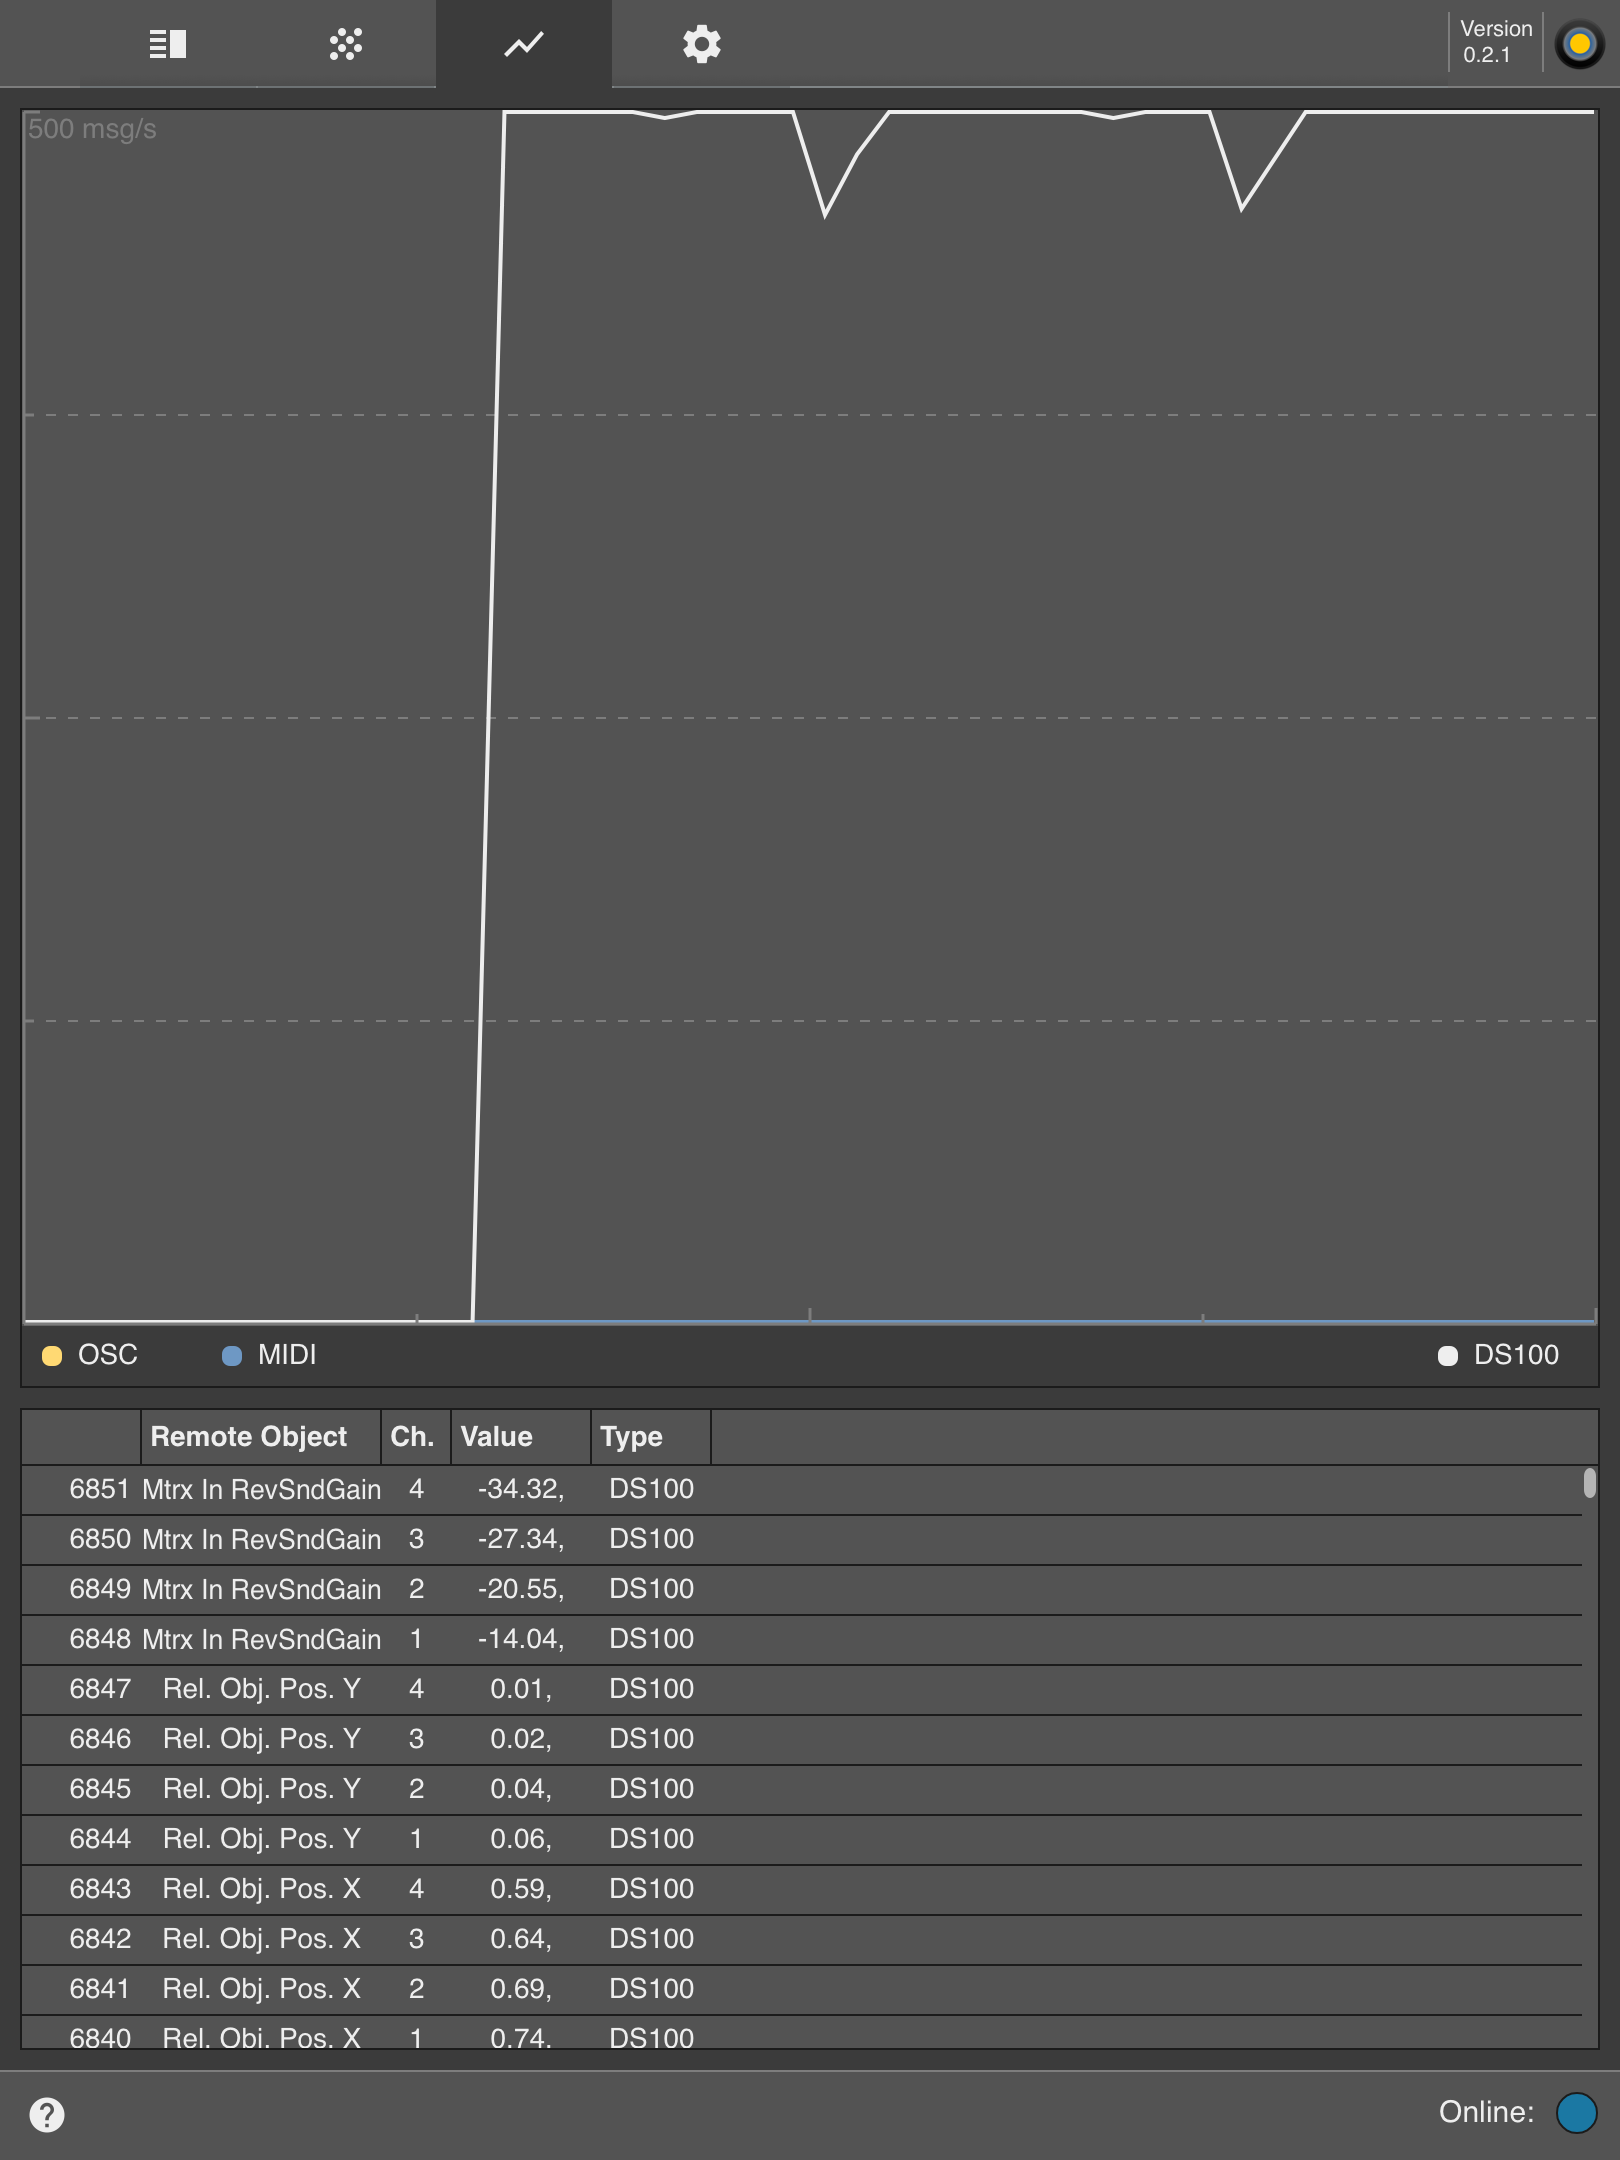 Version
0.2.1
500 msg/s
OSC MIDI DS100
Remote Object Ch. Value Type
6851 Mtrx In RevSndGain 4 -34.32, DS100
6850 Mtrx In RevSndGain 3 -27.34, DS100
6849 Mtrx In RevSndGain 2 -20.55, DS100
6848 Mtrx In RevSndGain 1 -14.04, DS100
6847 Rel. Obj. Pos. Y 4 0.01, DS100
6846 Rel. Obj. Pos. Y 3 0.02, DS100
6845 Rel. Obj. Pos. Y 2 0.04, DS100
6844 Rel. Obj. Pos. Y 1 0.06, DS100
6843 Rel. Obj. Pos. X 4 0.59, DS100
6842 Rel. Obj. Pos. X 3 0.64, DS100
6841 Rel. Obj. Pos. X 2 0.69, DS100
6840 Rel. Obj. Pos. X 1 0.74, DS100
?
Online: